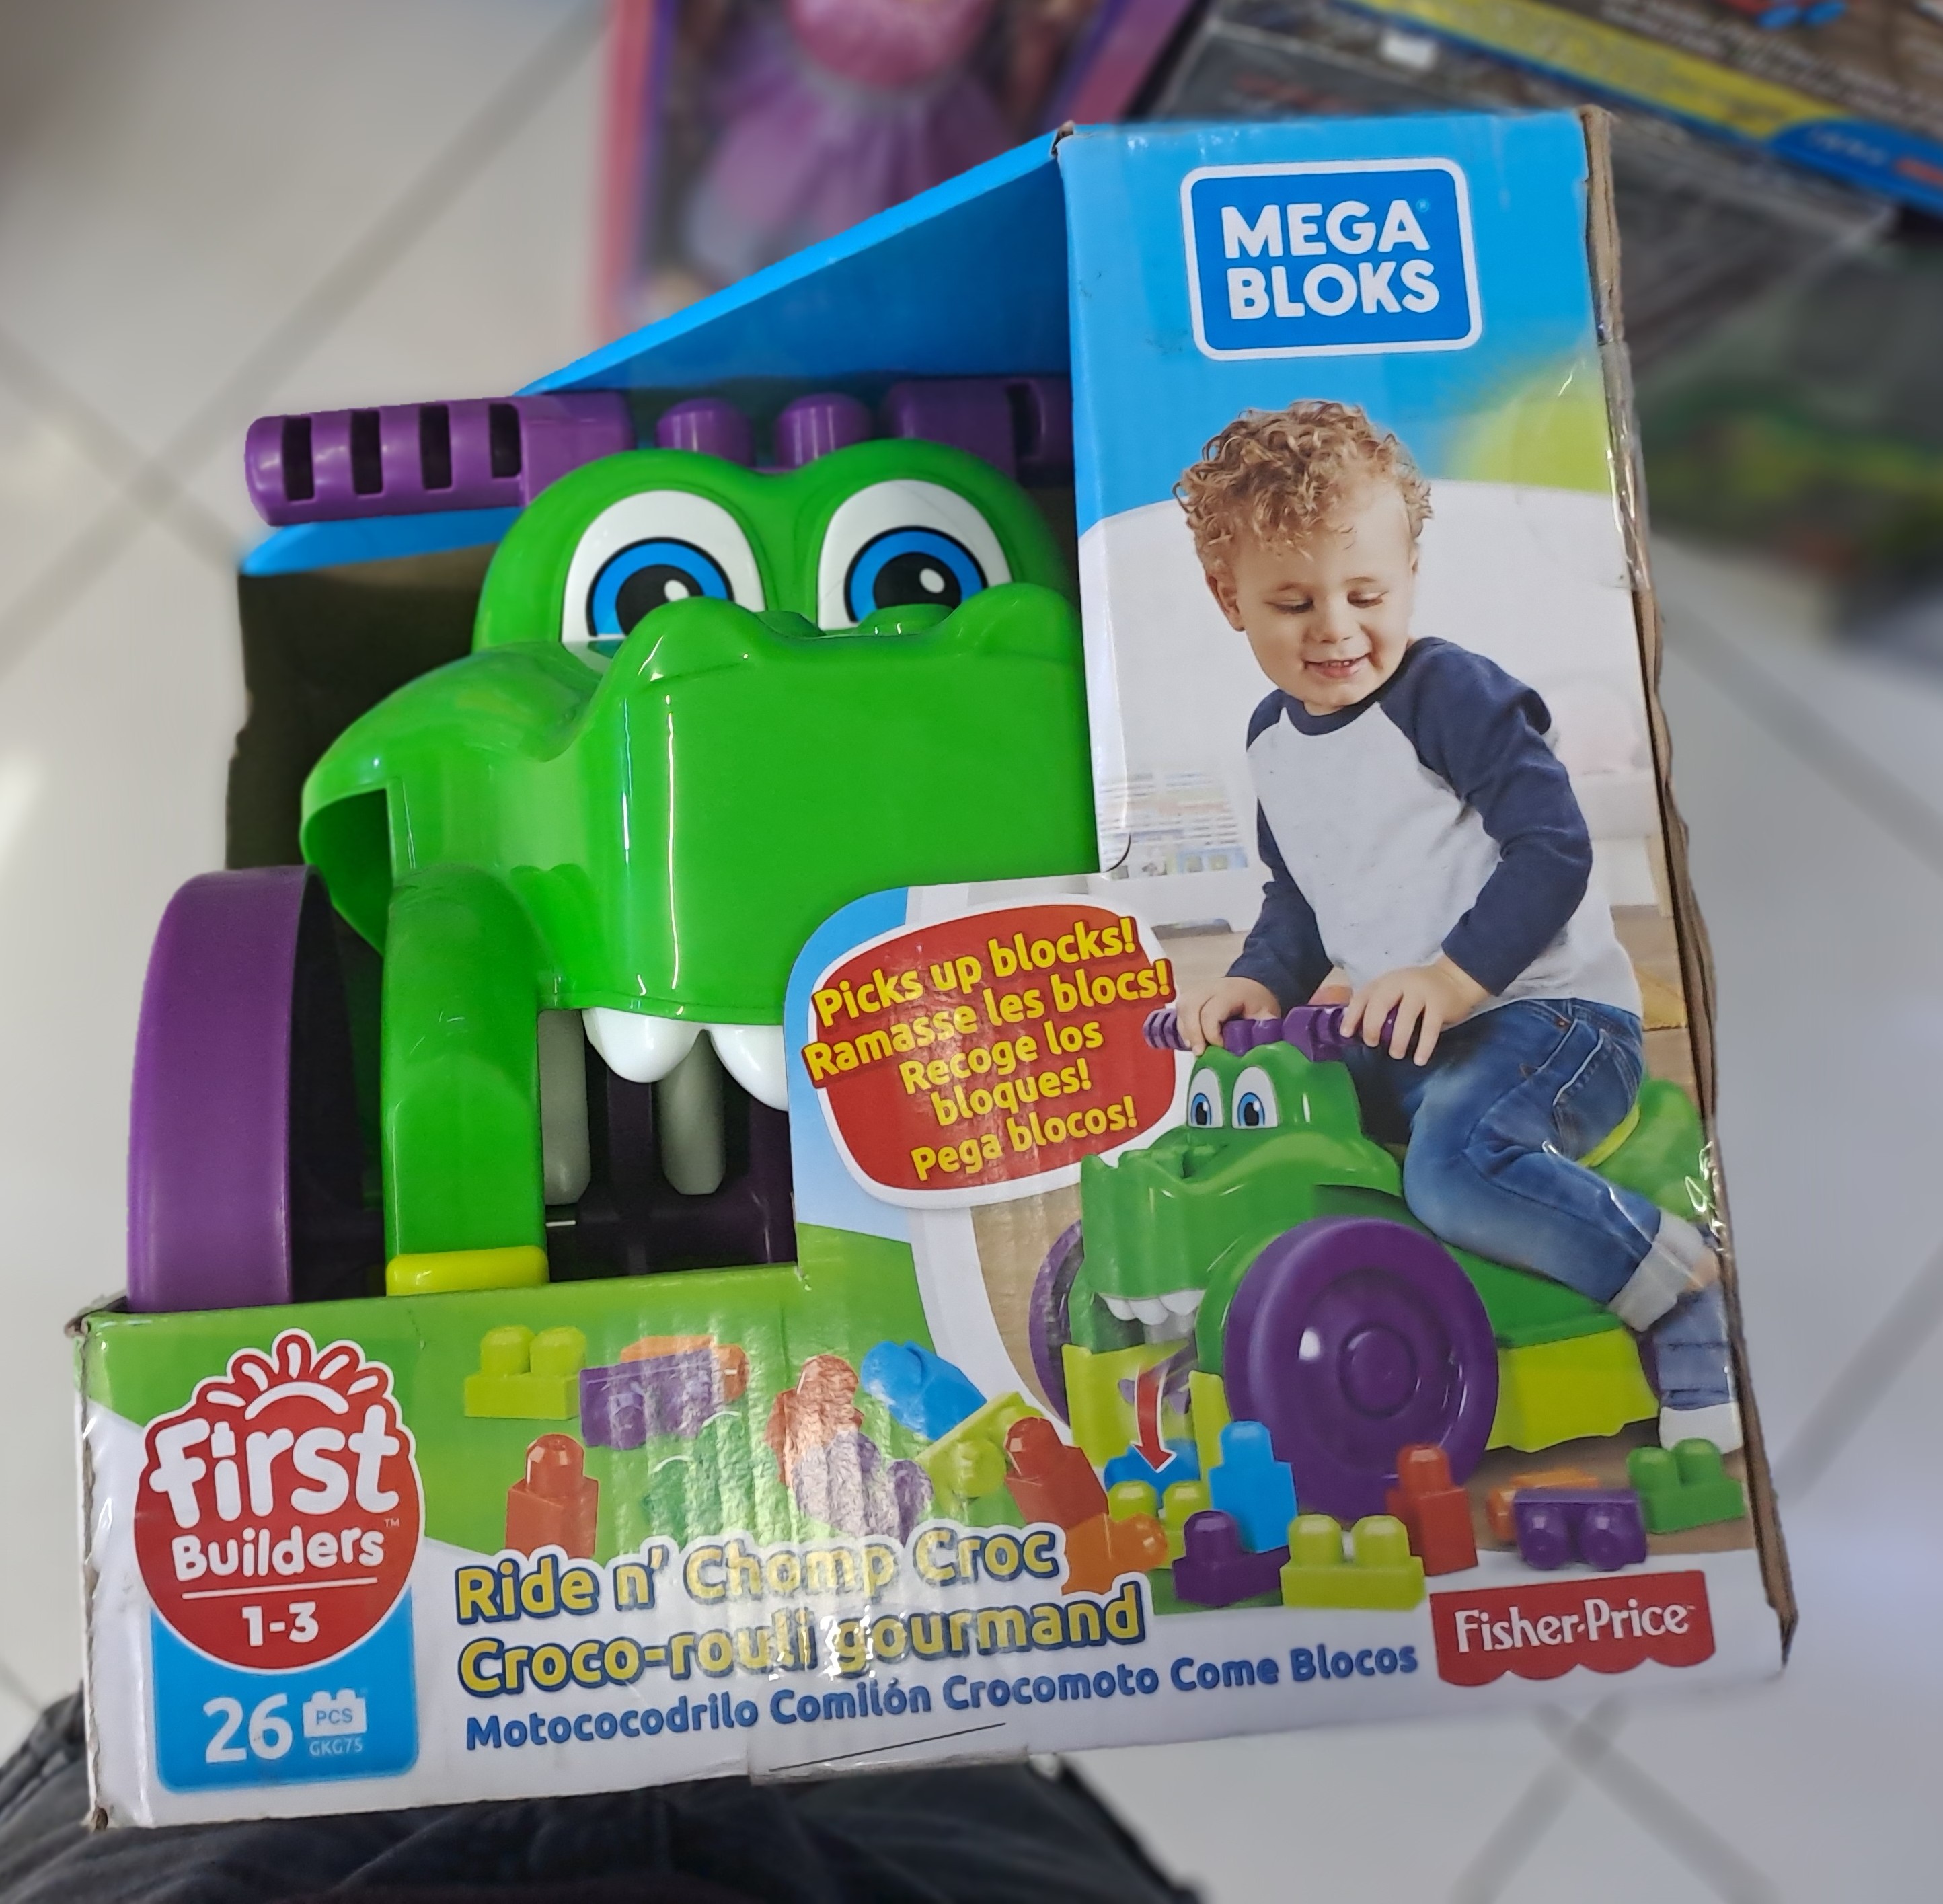 MEGA
BLOKS
Picks up blocks!
Ramasse les blocs!
Recoge los
bloques!
Pega blocos!
First
Builders™
1-3
26 PCS
GKG75
Ride n' Chomp Croc
Croco-rouli gourmand
Motococodrilo Comilón Crocomoto Come Blocos
Fisher-Price